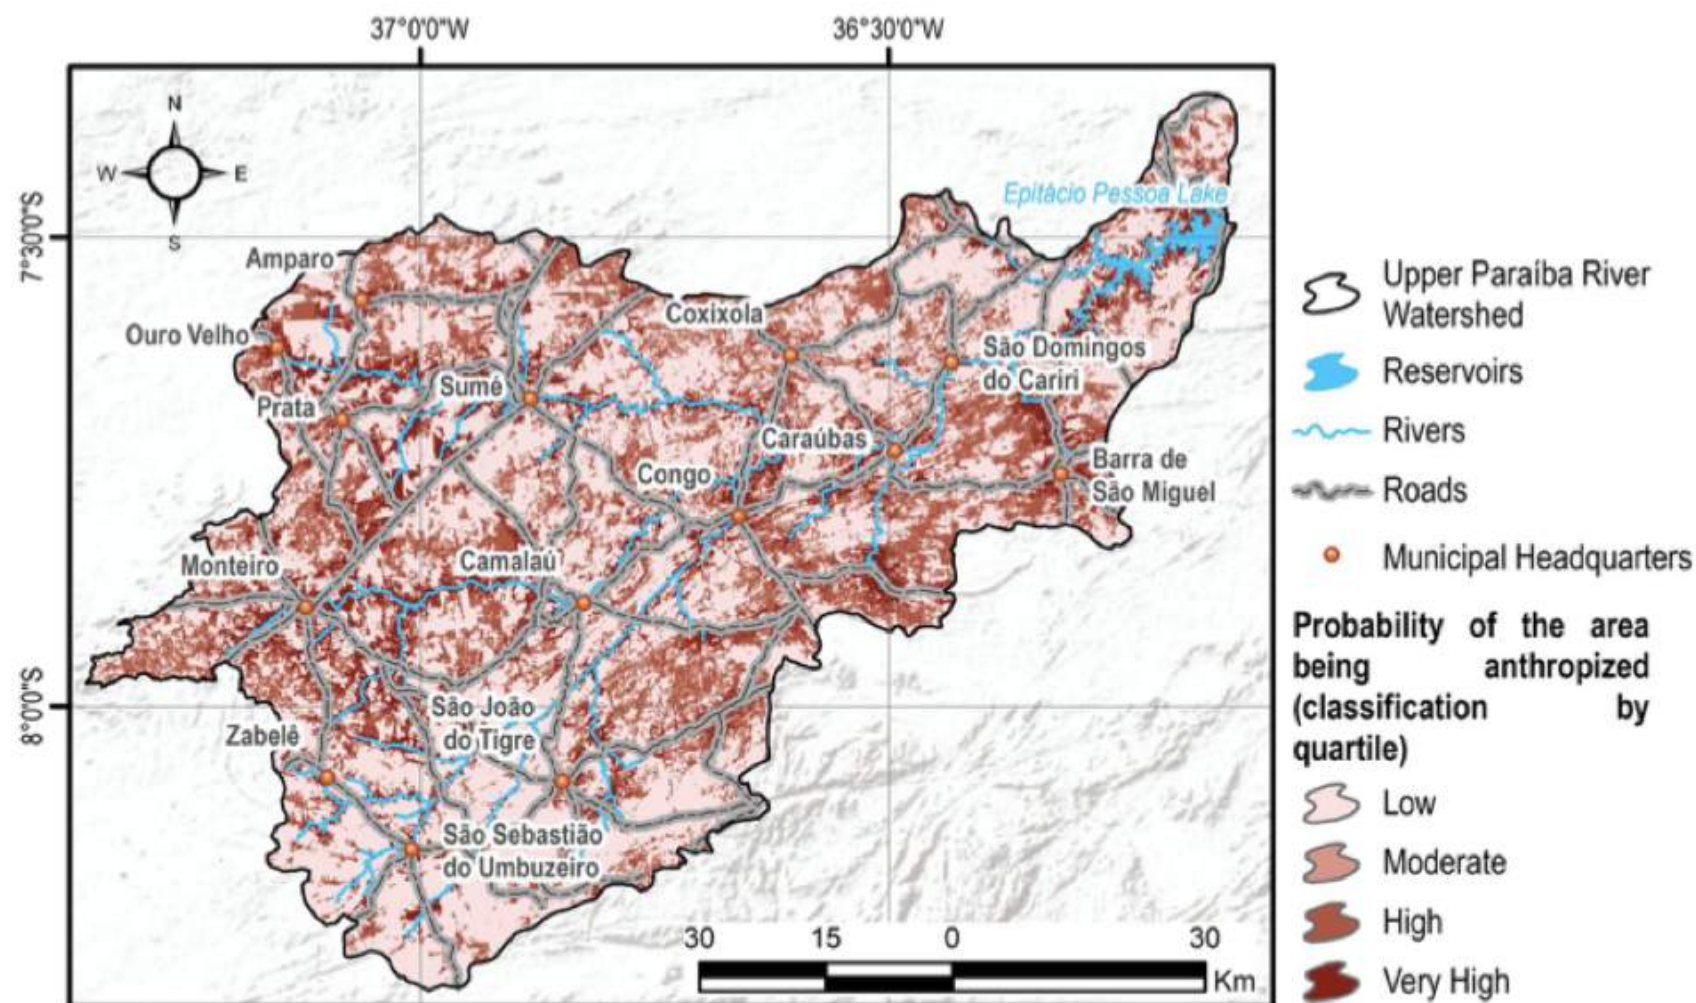 37°0'0"W
36°30'0"W
N
W
E
S
7°30'0"S
8°0'0"S
Epitácio Pessoa Lake
Amparo
Ouro Velho
Coxixola
São Domingos
do Cariri
Sumé
Prata
Caraúbas
Congo
Barra de
São Miguel
Monteiro
Camalaú
São João
do Tigre
Zabelê
São Sebastião
do Umbuzeiro
30
15
0
30
Km
Upper Paraíba River
Watershed
Reservoirs
Rivers
Roads
Municipal Headquarters
Probability of the area
being anthropized
(classification by
quartile)
Low
Moderate
High
Very High